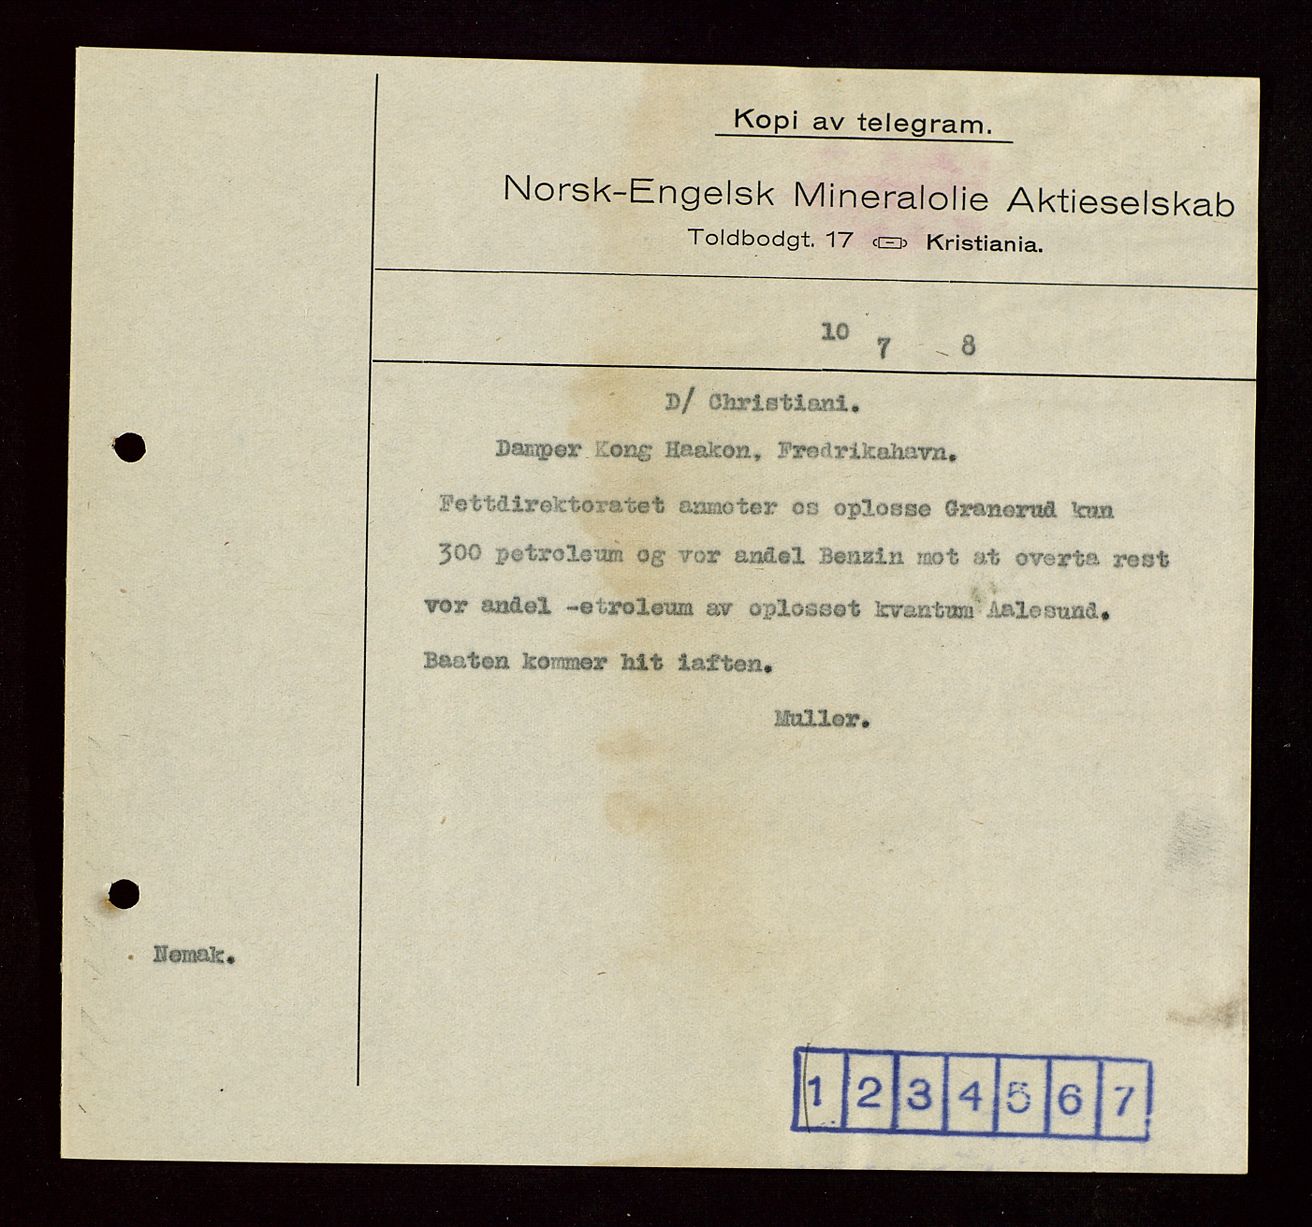 Kopi av telegram.
Norsk-Engelsk Mineralolie Aktieselskab
Toldbodgt. 17 Kristiania.
10 7 8
D/ Christiani.
Damper Kong Haakon, Fredrikshavn.
Fettdirektoratet anmoter os oplosse Granerud kun
300 petroleum og vor andel Benzin mot at overta rest
vor andel -etroleum av oplosset kvantum Aalesund.
Baaten kommer hit iaften.
Muller.
Nemak.
1 2 3 4 5 6 7